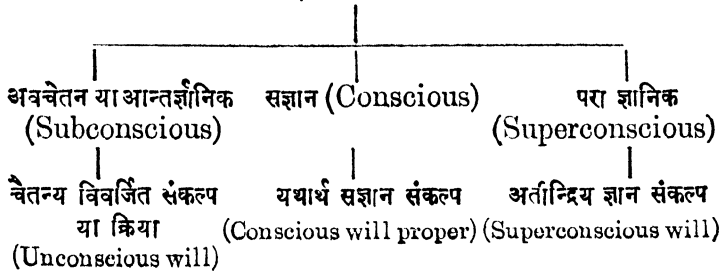 अवचेतन या आन्तर्ज्ञानिक सज्ञान (Conscious) परा ज्ञानिक
(Subconscious) (Superconscious)
चैतन्य विवर्जित संकल्प यथार्थ सज्ञान संकल्प अतीन्द्रिय ज्ञान संकल्प
या क्रिया (Conscious will proper) (Superconscious will)
(Unconscious will)